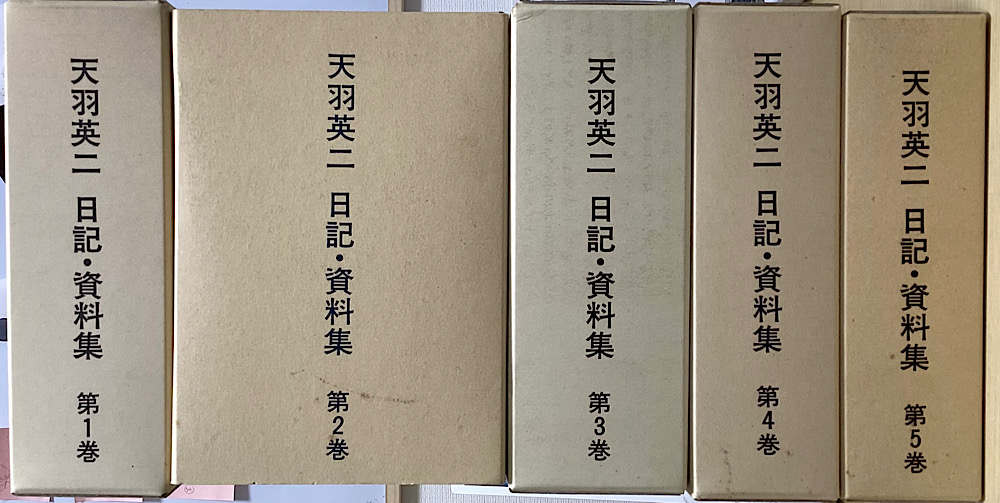 天羽英二 日記・資料集 第1巻
天羽英二 日記・資料集 第2巻
天羽英二 日記・資料集 第3巻
天羽英二 日記・資料集 第4巻
天羽英二 日記・資料集 第5巻